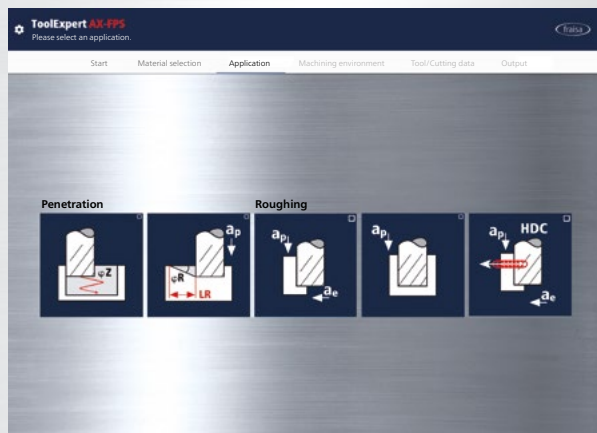 ToolExpert AX-FPS
Please select an application.
fraisa
Start Material selection Application Machining environment Tool/Cutting data Output
Penetration Roughing
φZ
ap
φR
LR
ap
ae
ap
HDC
ap
ae